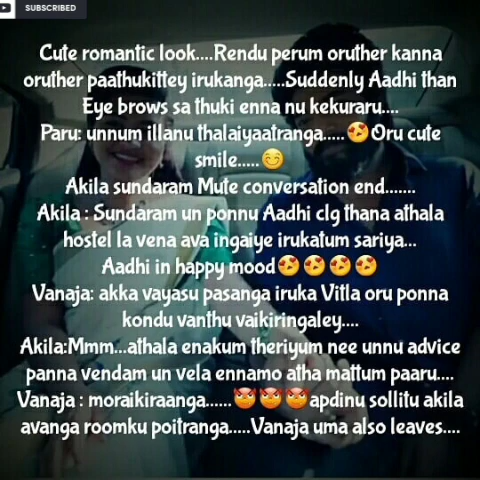 SUBSCRIBED
Cute romantic look....Rendu perum oruther kanna
oruther paathukittey irukanga.....Suddenly Aadhi than
Eye brows sa thuki enna nu kekuraru....
Paru: unnum illanu thalaiyaatranga.....😍Oru cute
smile.....😊
Akila sundaram Mute conversation end.......
Akila : Sundaram un ponnu Aadhi clg thana athala
hostel la vena ava ingaiye irukatum sariya...
Aadhi in happy mood😍😍😍😍
Vanaja: akka vayasu pasanga iruka Vitla oru ponna
kondu vanthu vaikiringaley....
Akila:Mmm...athala enakum theriyum nee unnu advice
panna vendam un vela ennamo atha mattum paaru....
Vanaja : moraikiraanga......😡😡😡apdinu sollitu akila
avanga roomku poitranga.....Vanaja uma also leaves....